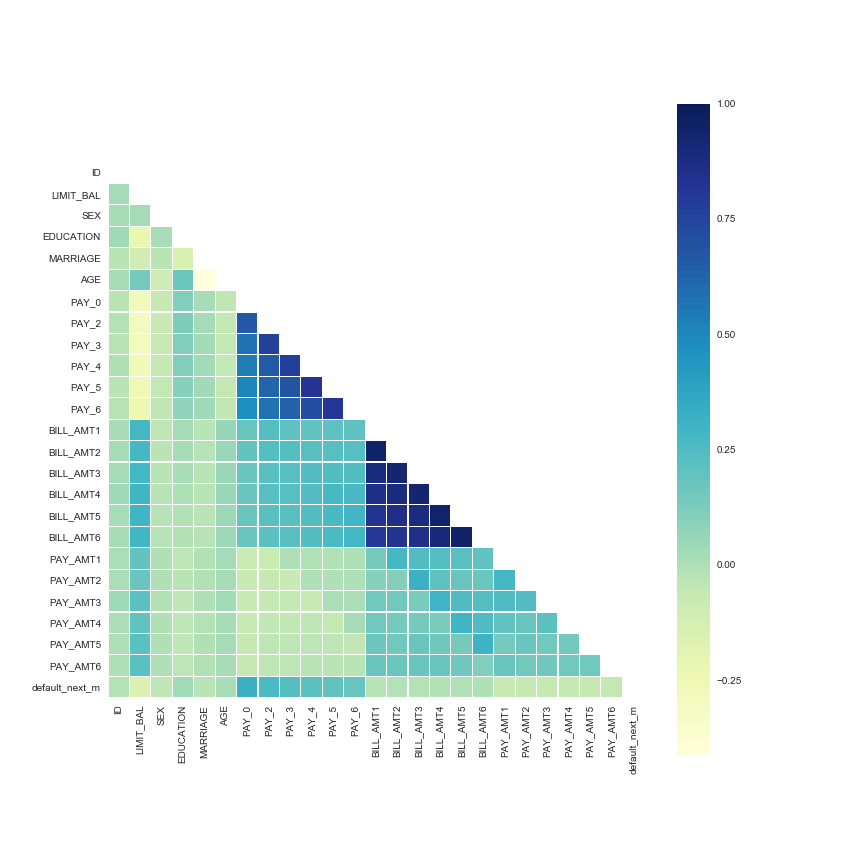 ID
LIMIT_BAL
SEX
EDUCATION
MARRIAGE
AGE
PAY_0
PAY_2
PAY_3
PAY_4
PAY_5
PAY_6
BILL_AMT1
BILL_AMT2
BILL_AMT3
BILL_AMT4
BILL_AMT5
BILL_AMT6
PAY_AMT1
PAY_AMT2
PAY_AMT3
PAY_AMT4
PAY_AMT5
PAY_AMT6
default_next_m
ID
LIMIT_BAL
SEX
EDUCATION
MARRIAGE
AGE
PAY_0
PAY_2
PAY_3
PAY_4
PAY_5
PAY_6
BILL_AMT1
BILL_AMT2
BILL_AMT3
BILL_AMT4
BILL_AMT5
BILL_AMT6
PAY_AMT1
PAY_AMT2
PAY_AMT3
PAY_AMT4
PAY_AMT5
PAY_AMT6
default_next_m
1.00
0.75
0.50
0.25
0.00
−0.25